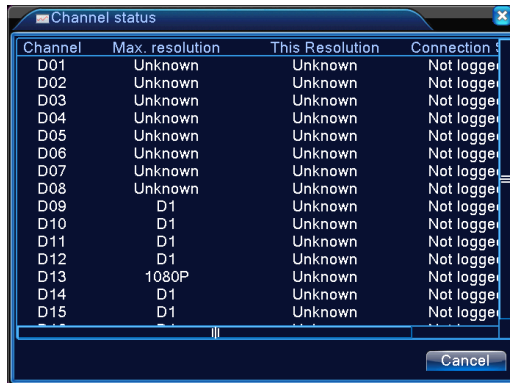 Channel status
Channel Max. resolution This Resolution Connection
D01 Unknown Unknown Not logge
D02 Unknown Unknown Not logge
D03 Unknown Unknown Not logge
D04 Unknown Unknown Not logge
D05 Unknown Unknown Not logge
D06 Unknown Unknown Not logge
D07 Unknown Unknown Not logge
D08 Unknown Unknown Not logge
D09 D1 Unknown Not logge
D10 D1 Unknown Not logge
D11 D1 Unknown Not logge
D12 D1 Unknown Not logge
D13 1080P Unknown Not logge
D14 D1 Unknown Not logge
D15 D1 Unknown Not logge
Cancel